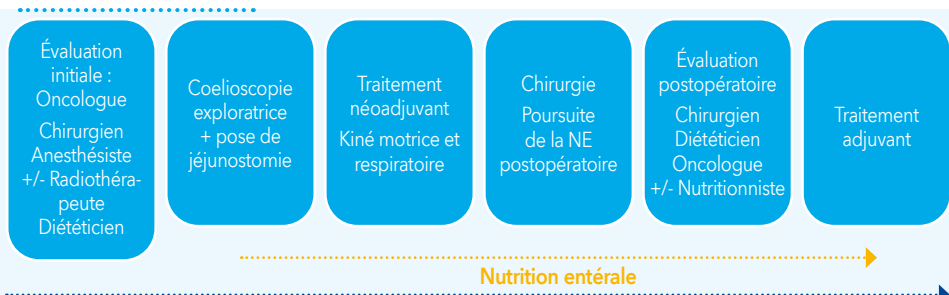 Évaluation
initiale :
Oncologue
Chirurgien
Anesthésiste
+/- Radiothéra-
peute
Diététicien
Coelioscopie
exploratrice
+ pose de
jéjunostomie
Traitement
néoadjuvant
Kiné motrice et
respiratoire
Chirurgie
Poursuite
de la NE
postopératoire
Évaluation
postopératoire
Chirurgien
Diététicien
Oncologue
+/- Nutritionniste
Traitement
adjuvant
Nutrition entérale